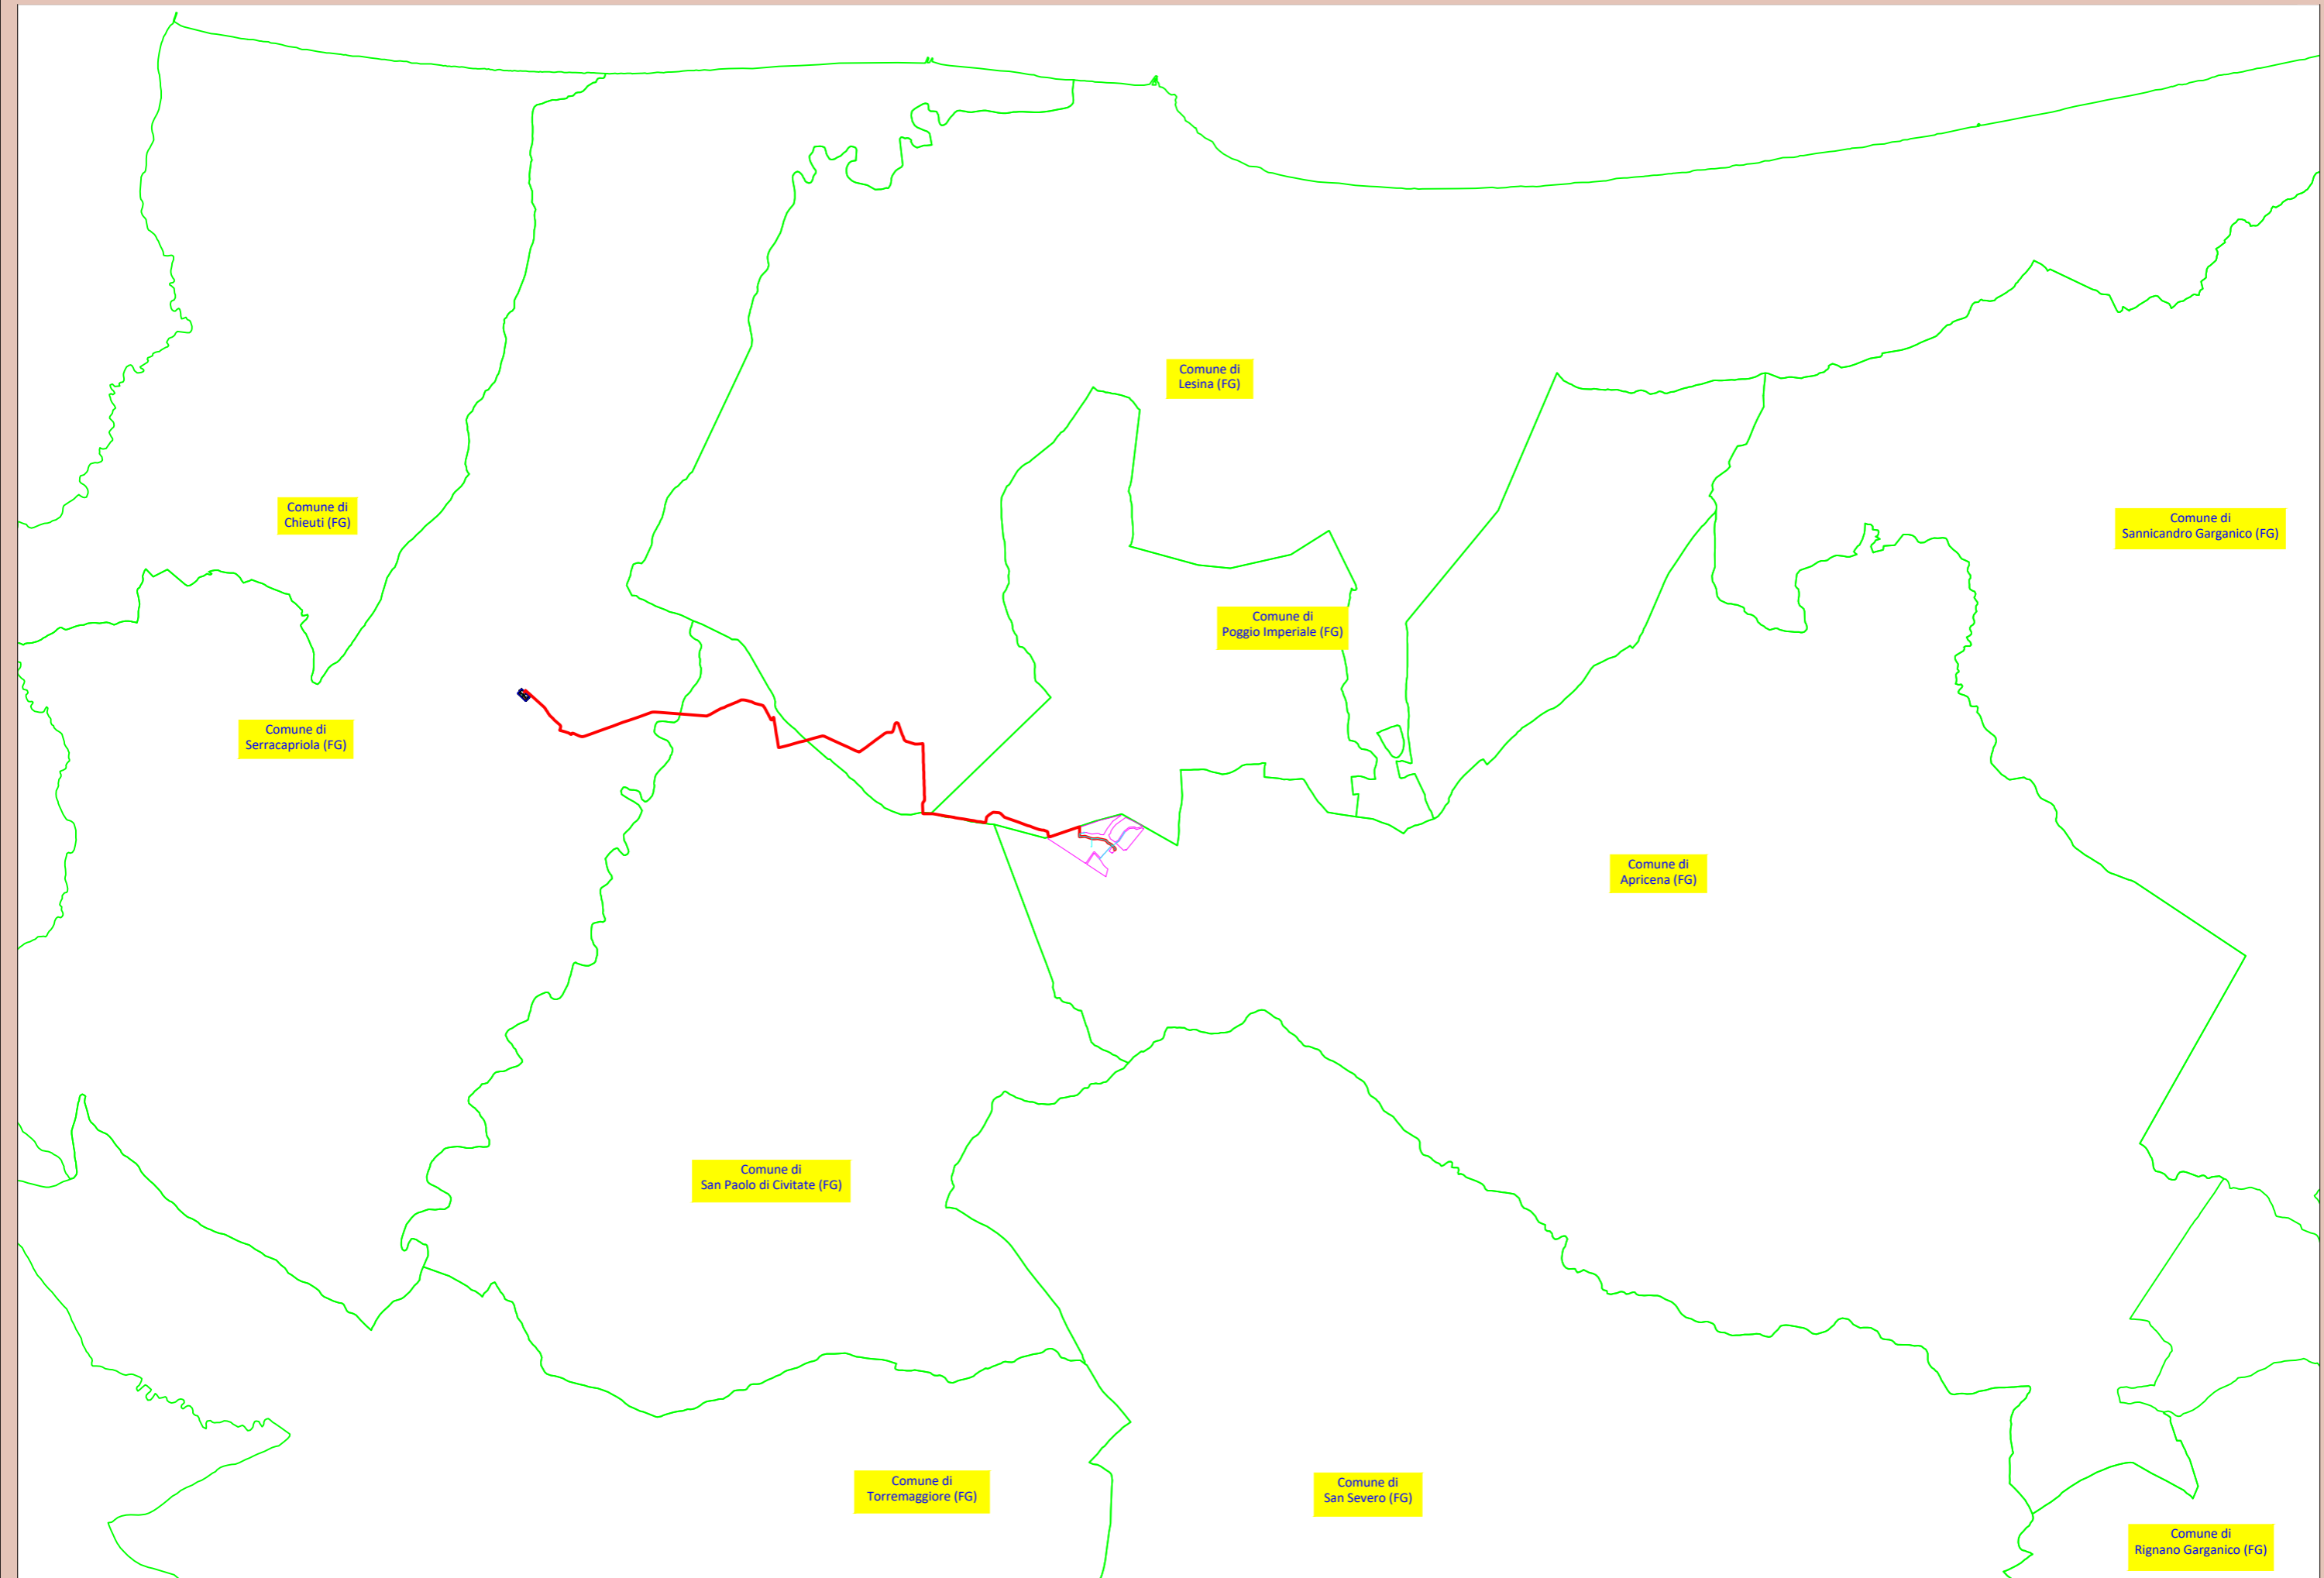 Comune di
Lesina (FG)
Comune di
Chieuti (FG)
Comune di
Sannicandro Garganico (FG)
Comune di
Poggio Imperiale (FG)
Comune di
Serracapriola (FG)
Comune di
Apricena (FG)
Comune di
San Paolo di Civitate (FG)
Comune di
Torremaggiore (FG)
Comune di
San Severo (FG)
Comune di
Rignano Garganico (FG)